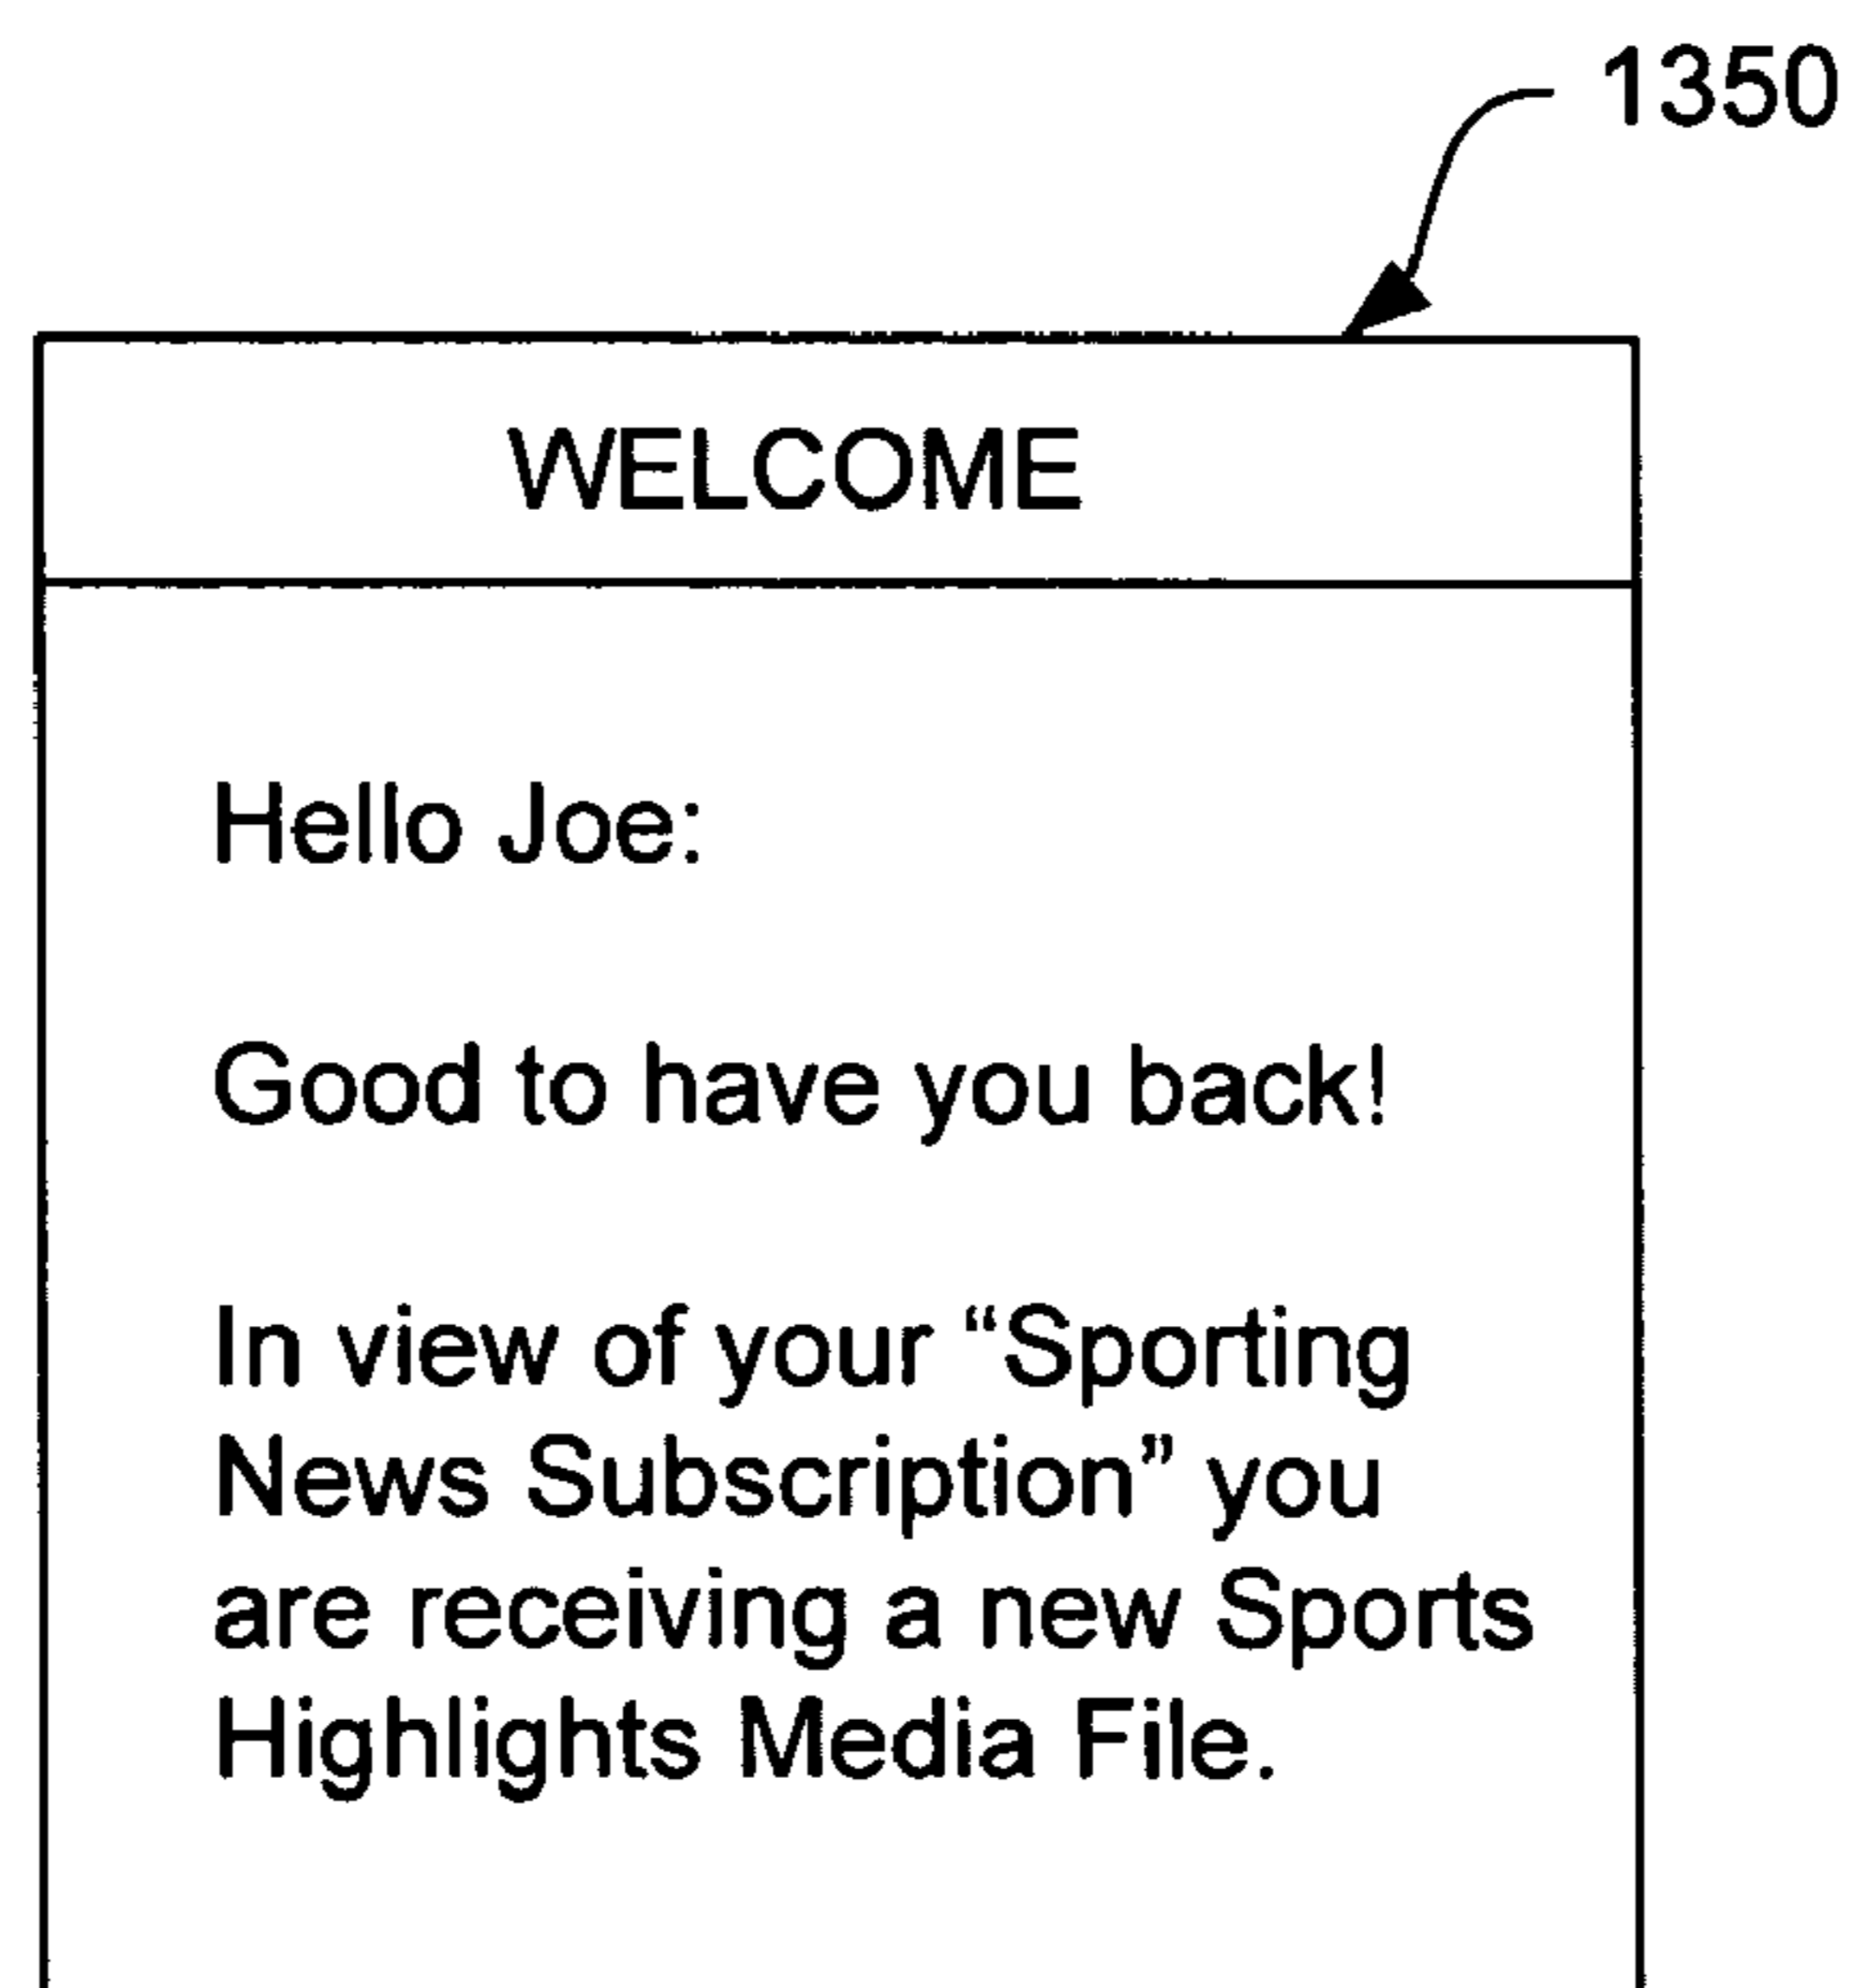 1350
WELCOME
Hello Joe:
Good to have you back!
In view of your “Sporting
News Subscription” you
are receiving a new Sports
Highlights Media File.